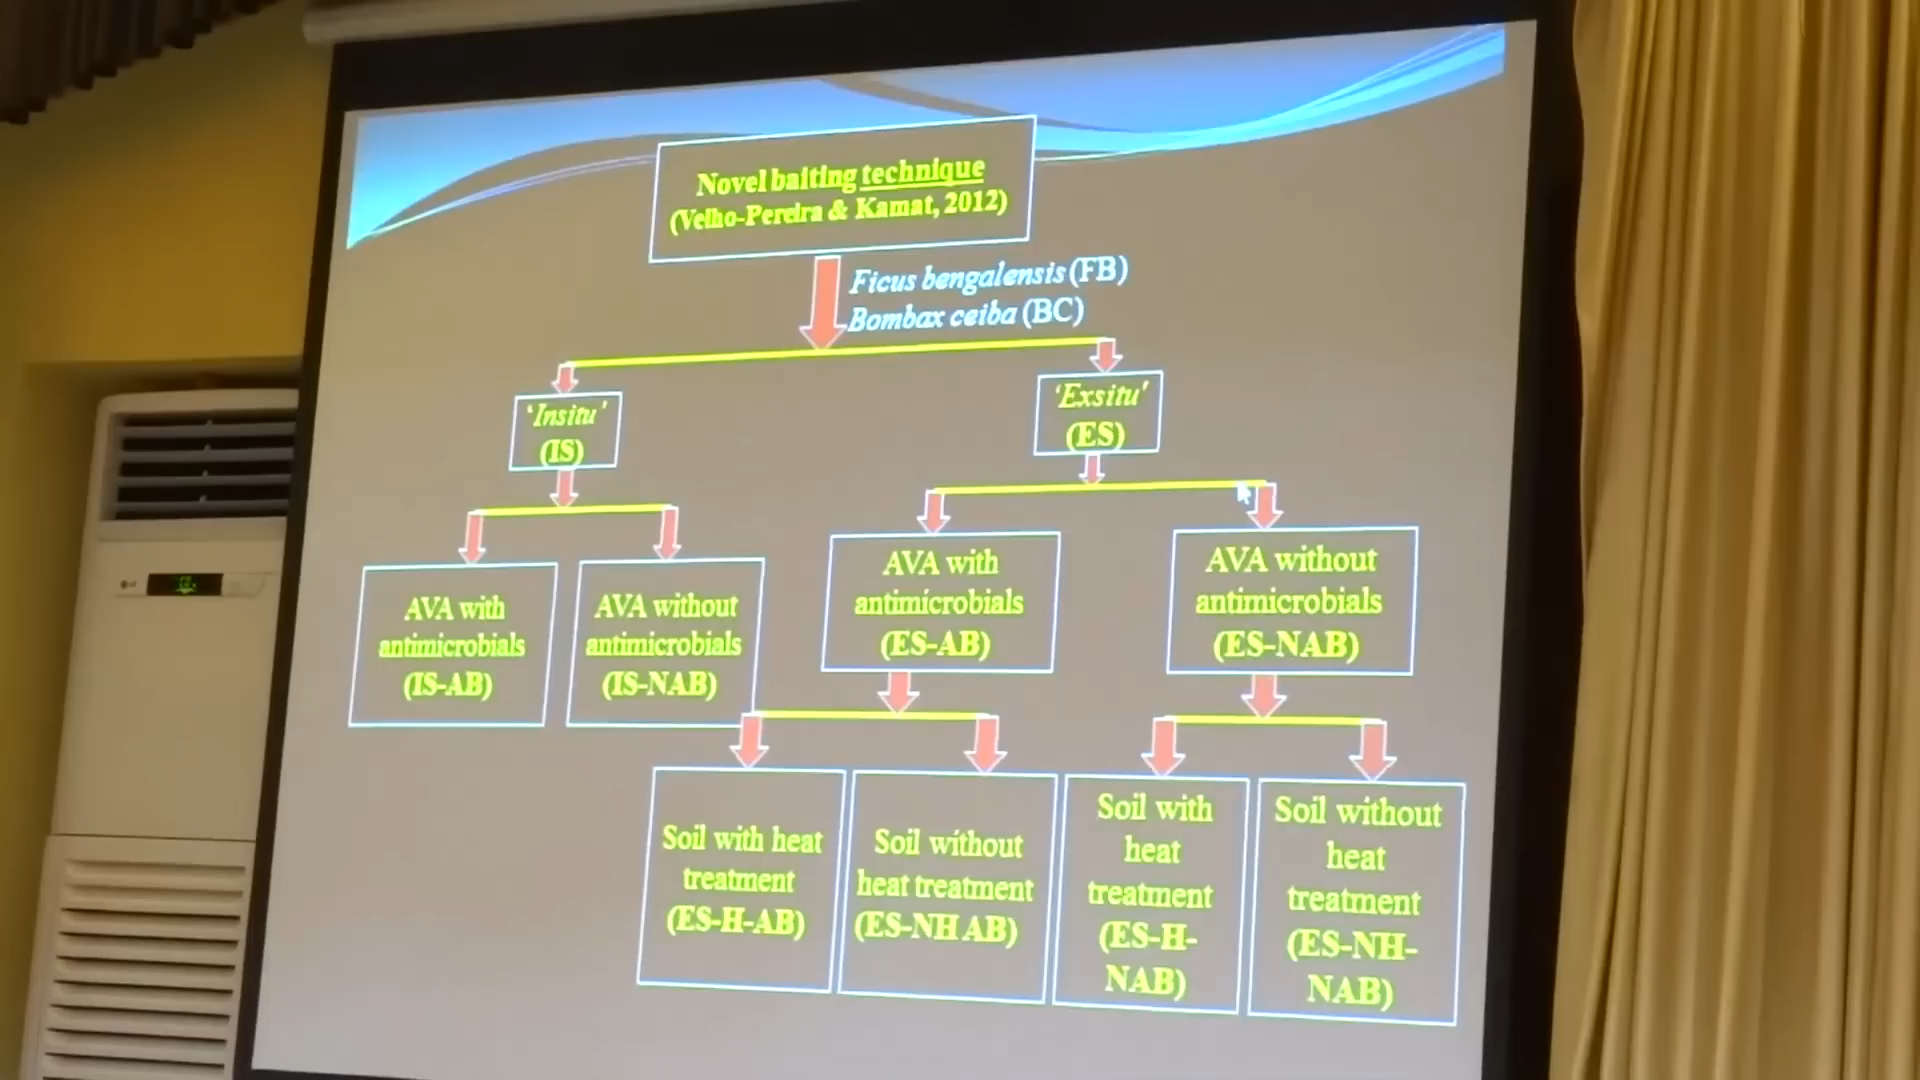 Novel baiting technique
(Velho-Pereira & Kamat, 2012)
Ficus bengalensis (FB)
Bombax ceiba (BC)
‘Insitu’
(IS)
‘Exsitu’
(ES)
AVA with
antimicrobials
(IS-AB)
AVA without
antimicrobials
(IS-NAB)
AVA with
antimicrobials
(ES-AB)
AVA without
antimicrobials
(ES-NAB)
Soil with heat
treatment
(ES-H-AB)
Soil without
heat treatment
(ES-NH AB)
Soil with
heat
treatment
(ES-H-
NAB)
Soil without
heat
treatment
(ES-NH-
NAB)
LG